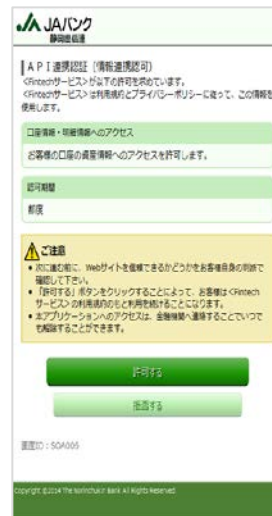 JAバンク
静岡県信連
API連携認証（情報連携認可）
<Fintechサービス>が以下の許可を求めています。
<Fintechサービス>は利用規約とプライバシーポリシーに従って、この情報を
使用します。
口座情報・明細情報へのアクセス
お客様の口座の資産情報へのアクセスを許可します。
認可期間
都度
ご注意
• 次に進む前に、Webサイトを信頼できるかどうかをお客様自身の判断で
確認して下さい。
• 「許可する」ボタンをクリックすることによって、お客様は<Fintech
サービス>の利用規約のもと利用を続けることになります。
• 本アプリケーションへのアクセスは、金融機関へ連絡することでいつで
も解除することができます。
許可する
拒否する
画面ID：SOA005
Copyright ©2014 The Norinchukin Bank All Rights Reserved.